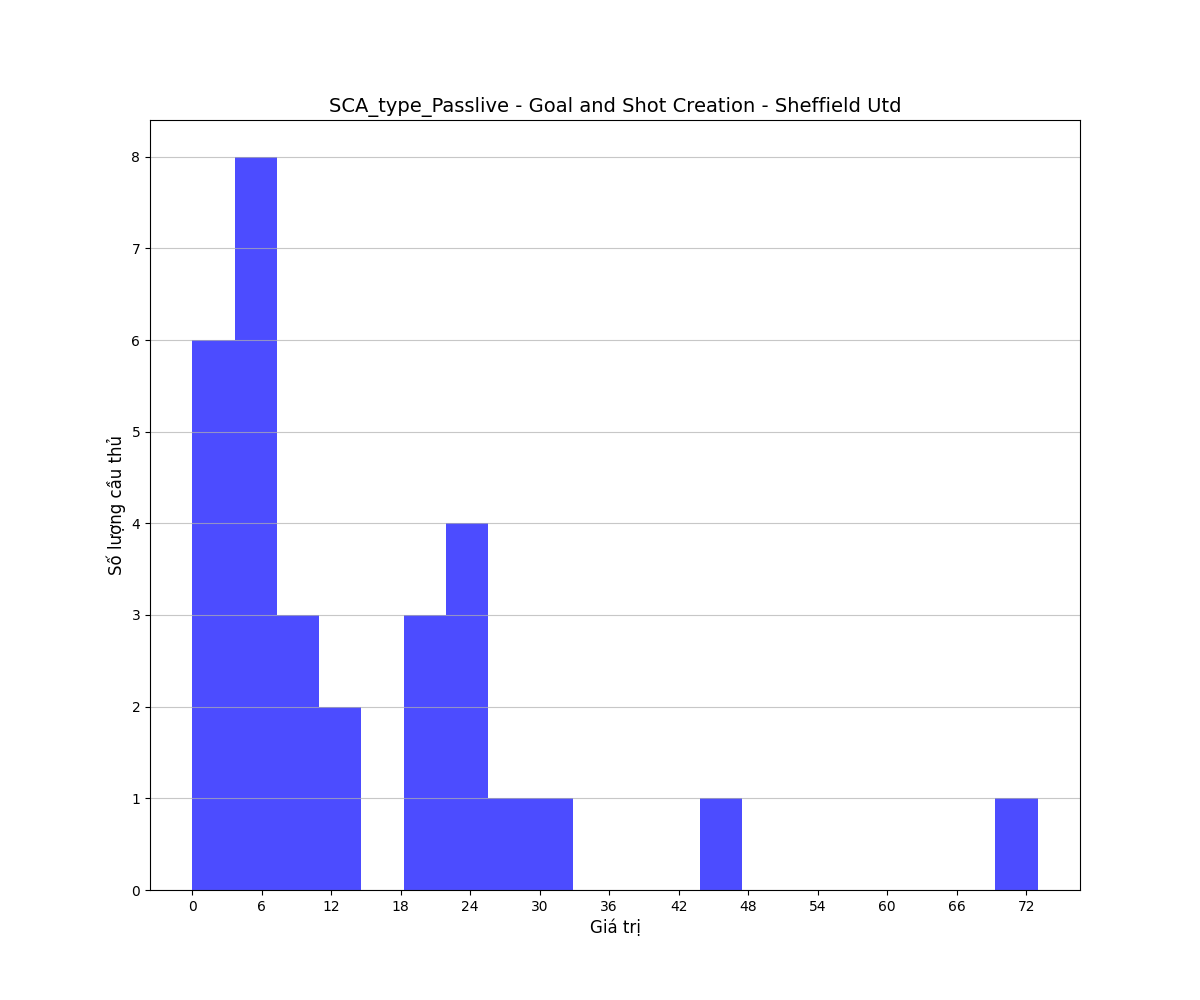 SCA_type_Passlive - Goal and Shot Creation - Sheffield Utd
Số lượng cầu thủ
8
7
6
5
4
3
2
1
0
0 6 12 18 24 30 36 42 48 54 60 66 72
Giá trị